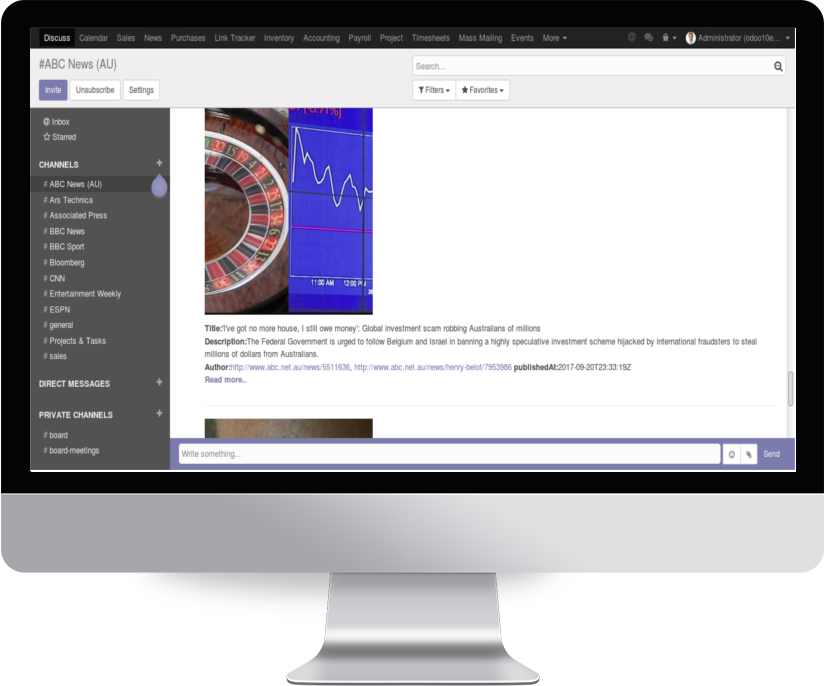 Discuss Calendar Sales News Purchases Link Tracker Inventory Accounting Payroll Project Timesheets Mass Mailing Events More Administrator (odoo10e...
#ABC News (AU)
Search...
Invite Unsubscribe Settings Filters Favorites
Inbox
Starred
CHANNELS +
# ABC News (AU)
# Ars Technica
# Associated Press
# BBC News
# BBC Sport
# Bloomberg
# CNN
# Entertainment Weekly
# ESPN
# general
# Projects & Tasks
# sales
DIRECT MESSAGES +
PRIVATE CHANNELS +
# board
# board-meetings
11:00 AM 12:00 PM
Title:'I've got no more house, I still owe money': Global investment scam robbing Australians of millions
Description:The Federal Government is urged to follow Belgium and Israel in banning a highly speculative investment scheme hijacked by international fraudsters to steal
millions of dollars from Australians.
Author:http://www.abc.net.au/news/5511636, http://www.abc.net.au/news/henry-belot/7953986 publishedAt:2017-09-20T23:33:19Z
Read more..
Write something... Send